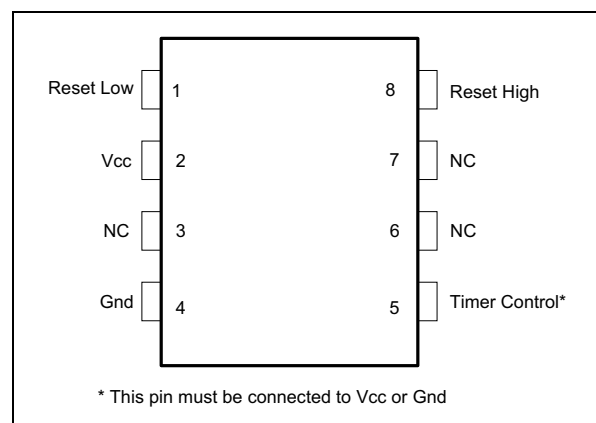 Reset Low 1 8 Reset High
Vcc 2 7 NC
NC 3 6 NC
Gnd 4 5 Timer Control*
* This pin must be connected to Vcc or Gnd